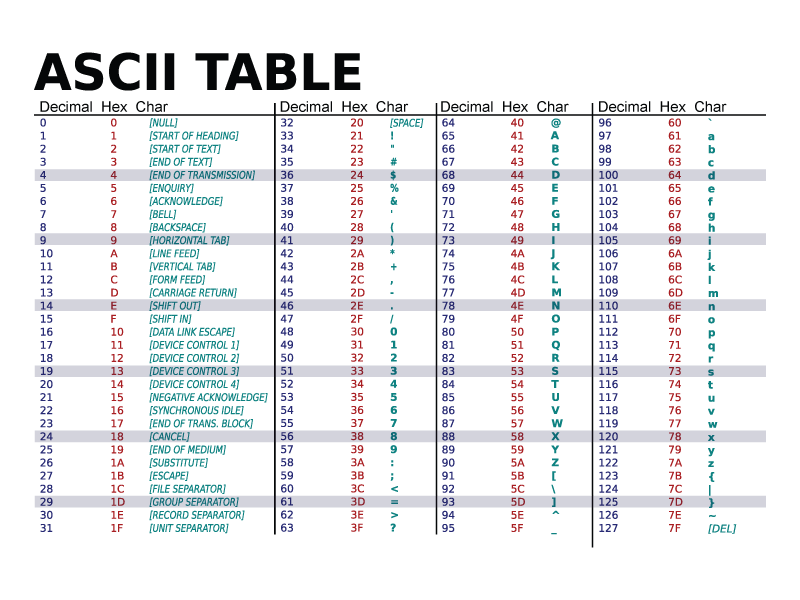 ASCII TABLE
Decimal Hex Char Decimal Hex Char Decimal Hex Char Decimal Hex Char
0 0 [NULL] 32 20 [SPACE] 64 40 @ 96 60 `
1 1 [START OF HEADING] 33 21 ! 65 41 A 97 61 a
2 2 [START OF TEXT] 34 22 " 66 42 B 98 62 b
3 3 [END OF TEXT] 35 23 # 67 43 C 99 63 c
4 4 [END OF TRANSMISSION] 36 24 $ 68 44 D 100 64 d
5 5 [ENQUIRY] 37 25 % 69 45 E 101 65 e
6 6 [ACKNOWLEDGE] 38 26 & 70 46 F 102 66 f
7 7 [BELL] 39 27 ' 71 47 G 103 67 g
8 8 [BACKSPACE] 40 28 ( 72 48 H 104 68 h
9 9 [HORIZONTAL TAB] 41 29 ) 73 49 I 105 69 i
10 A [LINE FEED] 42 2A * 74 4A J 106 6A j
11 B [VERTICAL TAB] 43 2B + 75 4B K 107 6B k
12 C [FORM FEED] 44 2C , 76 4C L 108 6C l
13 D [CARRIAGE RETURN] 45 2D - 77 4D M 109 6D m
14 E [SHIFT OUT] 46 2E . 78 4E N 110 6E n
15 F [SHIFT IN] 47 2F / 79 4F O 111 6F o
16 10 [DATA LINK ESCAPE] 48 30 0 80 50 P 112 70 p
17 11 [DEVICE CONTROL 1] 49 31 1 81 51 Q 113 71 q
18 12 [DEVICE CONTROL 2] 50 32 2 82 52 R 114 72 r
19 13 [DEVICE CONTROL 3] 51 33 3 83 53 S 115 73 s
20 14 [DEVICE CONTROL 4] 52 34 4 84 54 T 116 74 t
21 15 [NEGATIVE ACKNOWLEDGE] 53 35 5 85 55 U 117 75 u
22 16 [SYNCHRONOUS IDLE] 54 36 6 86 56 V 118 76 v
23 17 [END OF TRANS. BLOCK] 55 37 7 87 57 W 119 77 w
24 18 [CANCEL] 56 38 8 88 58 X 120 78 x
25 19 [END OF MEDIUM] 57 39 9 89 59 Y 121 79 y
26 1A [SUBSTITUTE] 58 3A : 90 5A Z 122 7A z
27 1B [ESCAPE] 59 3B ; 91 5B [ 123 7B {
28 1C [FILE SEPARATOR] 60 3C < 92 5C \ 124 7C |
29 1D [GROUP SEPARATOR] 61 3D = 93 5D ] 125 7D }
30 1E [RECORD SEPARATOR] 62 3E > 94 5E ^ 126 7E ~
31 1F [UNIT SEPARATOR] 63 3F ? 95 5F _ 127 7F [DEL]